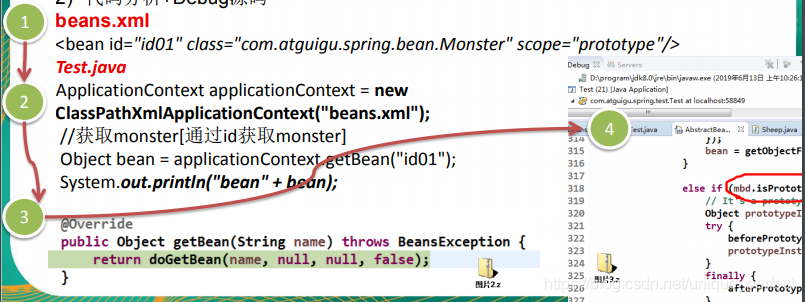 2) 代码分析+Debug源码
1
beans.xml
<bean id="id01" class="com.atguigu.spring.bean.Monster" scope="prototype"/>
Test.java
2
ApplicationContext applicationContext = new
ClassPathXmlApplicationContext("beans.xml");
//获取monster[通过id获取monster]
Object bean = applicationContext.getBean("id01");
System.out.println("bean" + bean);
3
@Override
public Object getBean(String name) throws BeansException {
return doGetBean(name, null, null, false);
}
图片2.z
Debug
Servers
D:\program\jdk8.0\jre\bin\javaw.exe (2019年6月13日 上午10:26:1
Test (21) [Java Application]
com.atguigu.spring.test.Test at localhost:58849
4
Test.java
AbstractBea...
Sheep.java
314 });
315 bean = getObjectF
316 }
317
318 else if (mbd.isProtot
319 // It's a prototy
320 Object prototypeI
321 try {
322 beforePrototy
323 prototypeInst
324 }
325 finally {
326 afterPrototyp
图片3.z